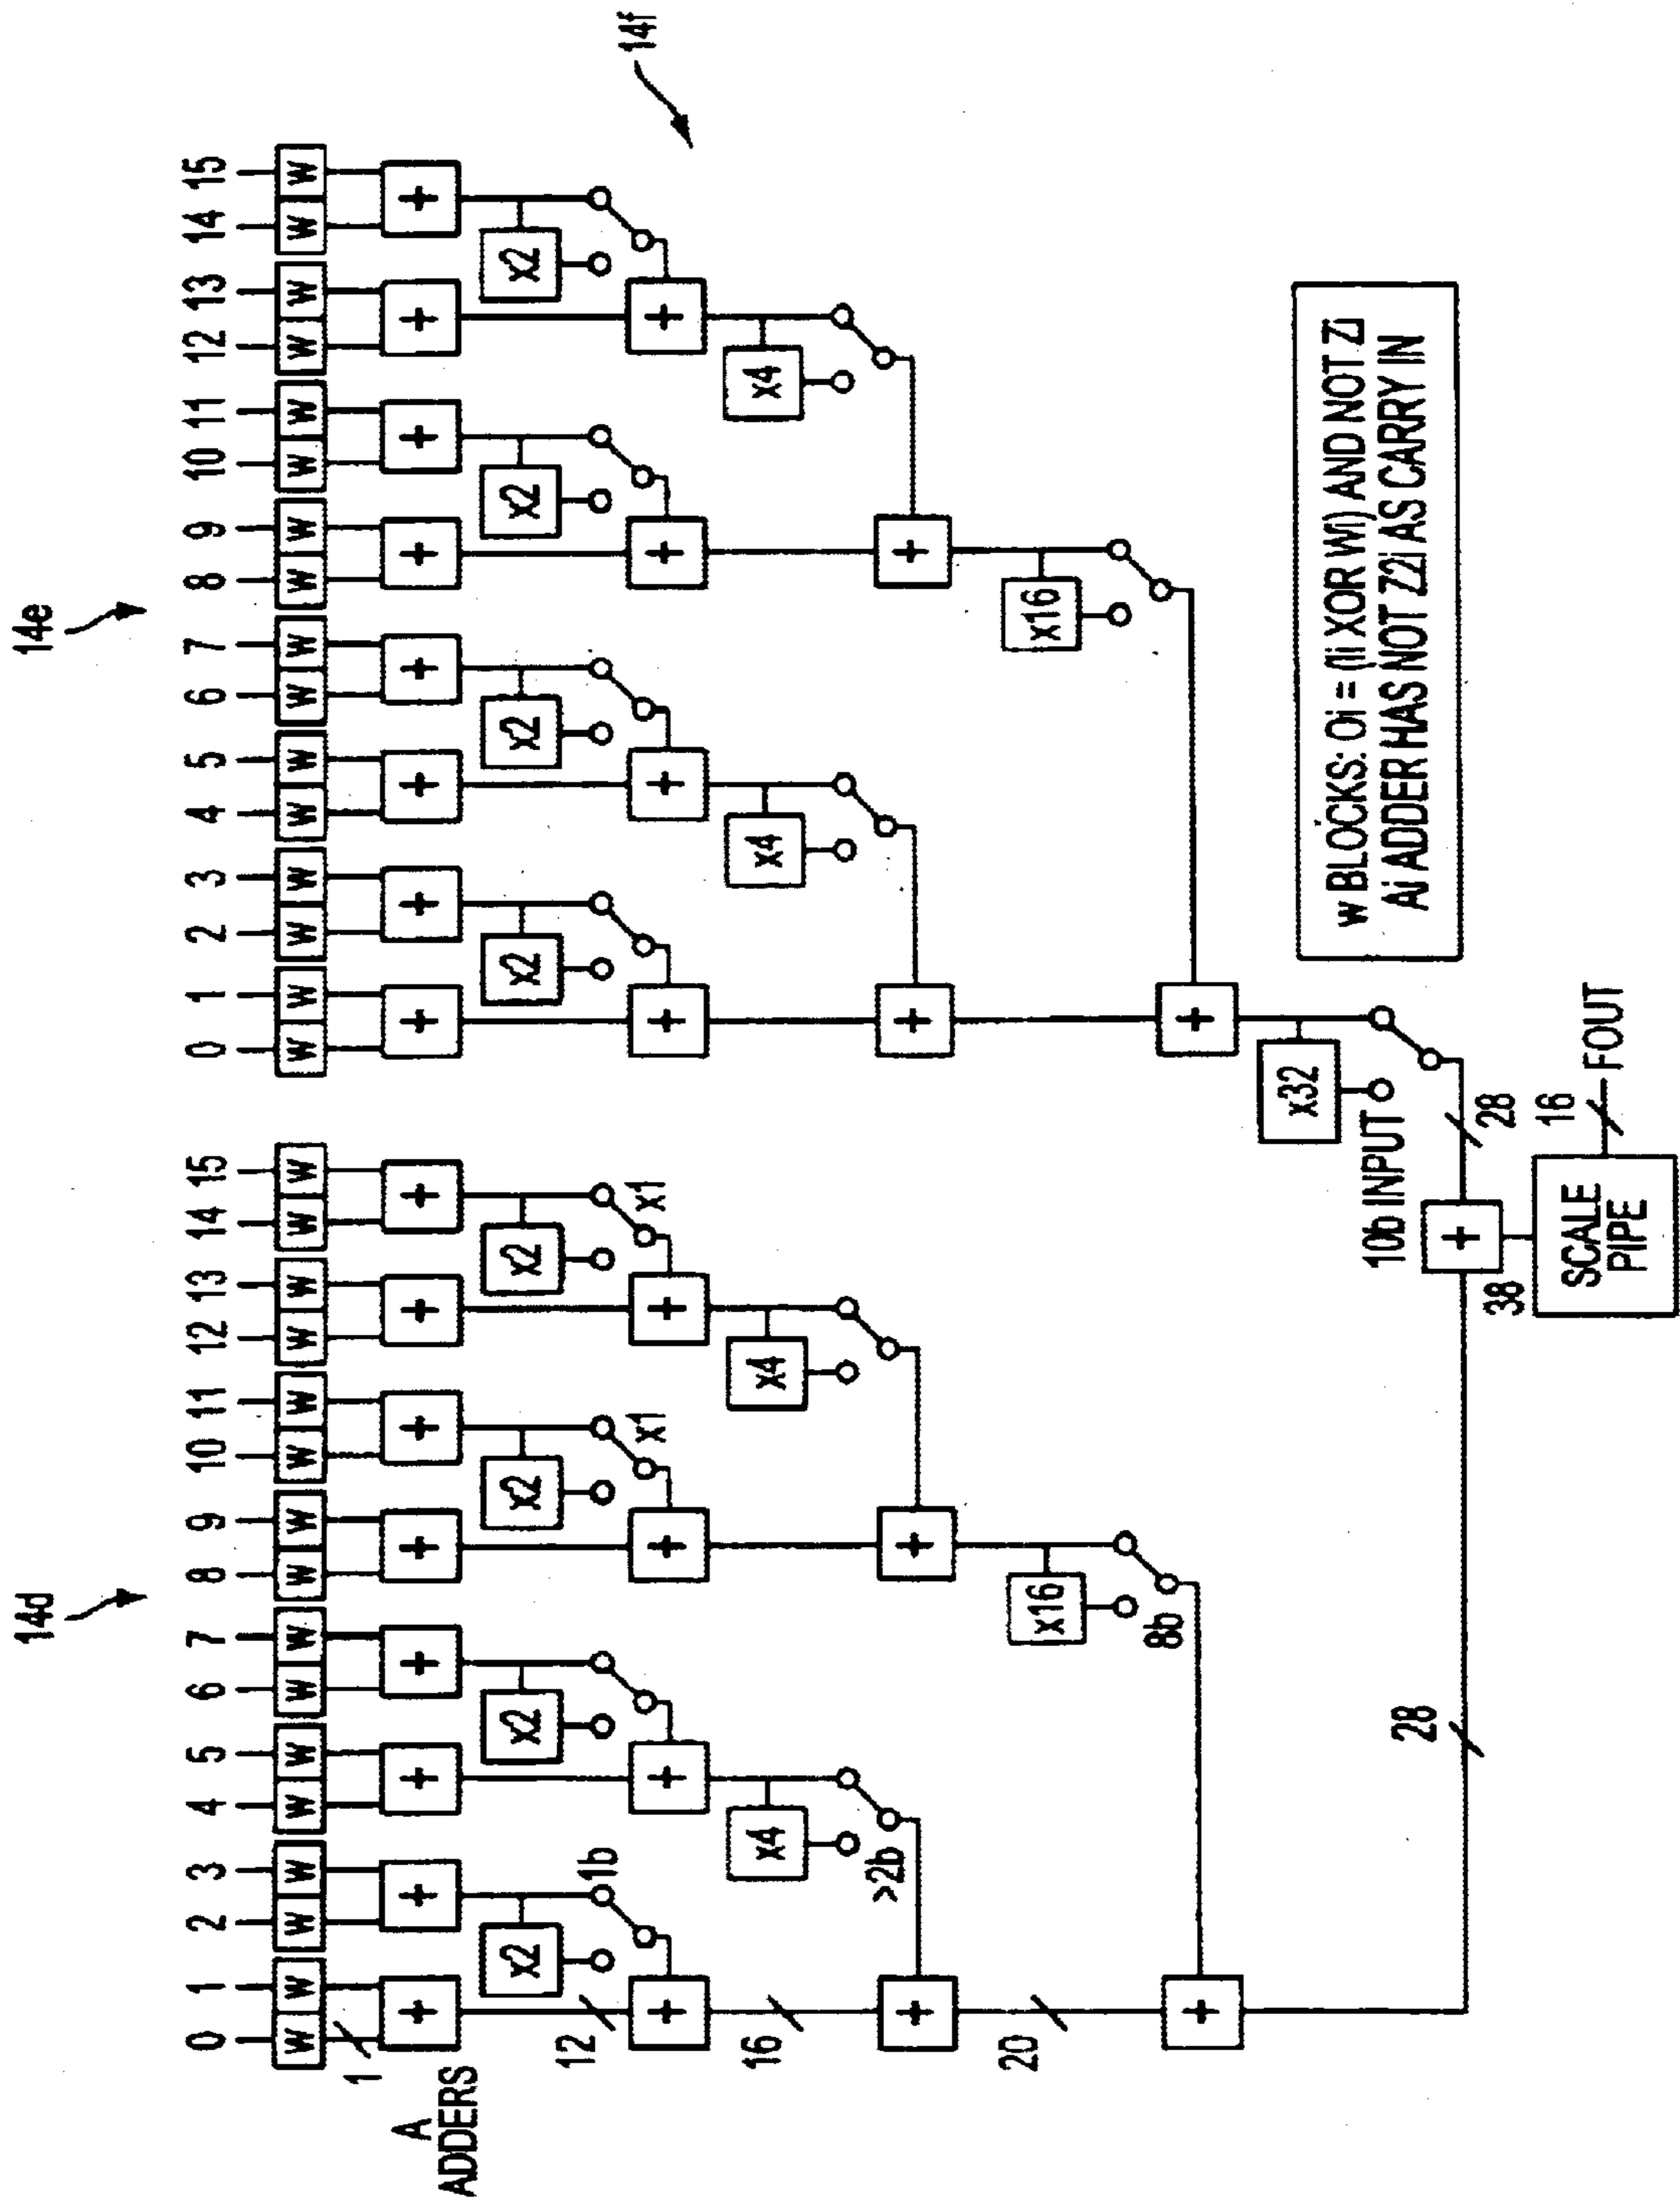 14d 14e
0 1 2 3 4 5 6 7 8 9 10 11 12 13 14 15 0 1 2 3 4 5 6 7 8 9 10 11 12 13 14 15
W W W W W W W W W W W W W W W W W W W W W W W W W W W W W W W W
1
A
ADDERS
+ + + + + + + + + + + + + + + +
x2 x2 x2 x2 x2 x2 x2 x2
14f
12 1b x1 x1
+ + + + + + + +
x4 x4 x4 x4
16 >2b
+ + + +
x16 x16
20 8b
+ +
x32
28
10b INPUT
28
+
38
SCALE
PIPE
16
FOUT
W BLOCKS: Oi = (Ii XOR Wi) AND NOT Zi
Ai ADDER HAS NOT Z2i AS CARRY IN